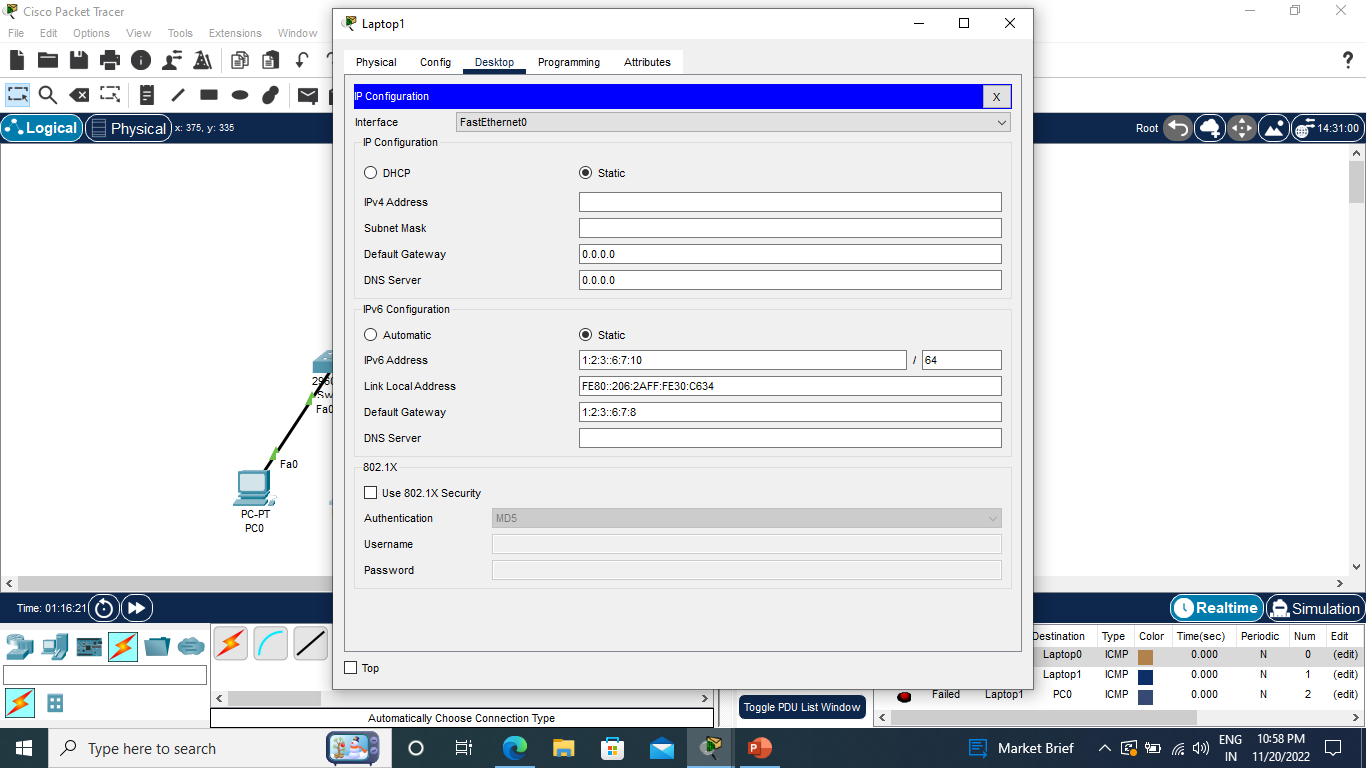 Cisco Packet Tracer
File Edit Options View Tools Extensions Window
Logical Physical x: 375, y: 335
Root 14:31:00
Laptop1
Physical Config Desktop Programming Attributes
IP Configuration X
Interface FastEthernet0
IP Configuration
DHCP Static
IPv4 Address
Subnet Mask
Default Gateway 0.0.0.0
DNS Server 0.0.0.0
IPv6 Configuration
Automatic Static
IPv6 Address 1:2:3::6:7:10 / 64
Link Local Address FE80::206:2AFF:FE30:C634
Default Gateway 1:2:3::6:7:8
DNS Server
802.1X
Use 802.1X Security
Authentication MD5
Username
Password
Top
Fa0
PC-PT
PC0
Time: 01:16:21
Realtime Simulation
Automatically Choose Connection Type
Toggle PDU List Window
Destination Type Color Time(sec) Periodic Num Edit
Laptop0 ICMP 0.000 N 0 (edit)
Laptop1 ICMP 0.000 N 1 (edit)
Failed Laptop1 PC0 ICMP 0.000 N 2 (edit)
Type here to search
Market Brief
ENG
IN
10:58 PM
11/20/2022